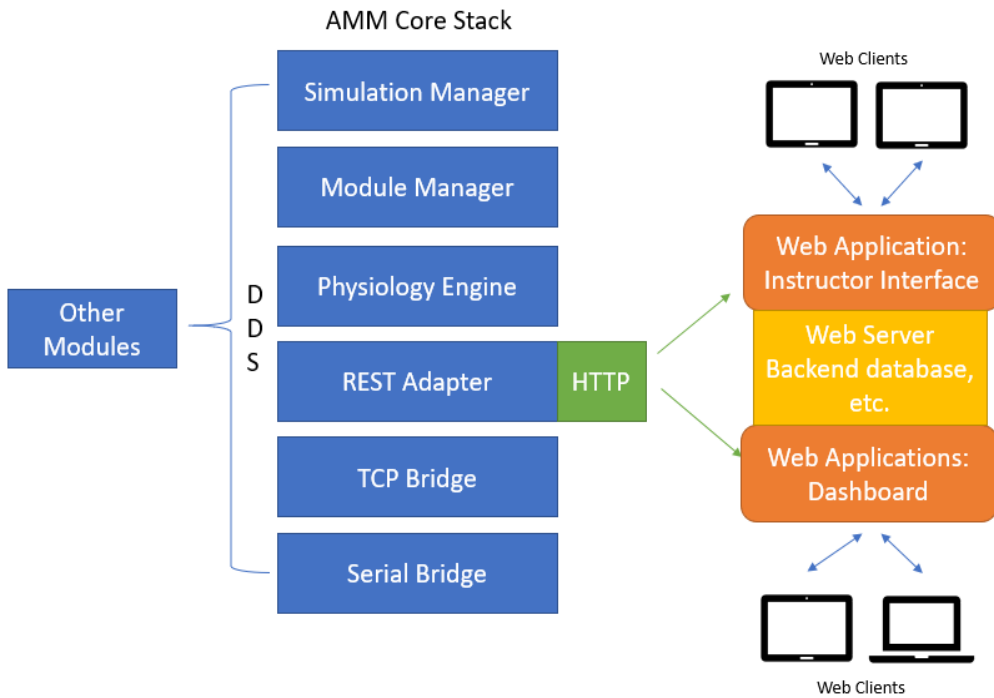 AMM Core Stack
Simulation Manager
Module Manager
Physiology Engine
REST Adapter
HTTP
TCP Bridge
Serial Bridge
D
D
S
Other
Modules
Web Clients
Web Application:
Instructor Interface
Web Server
Backend database,
etc.
Web Applications:
Dashboard
Web Clients